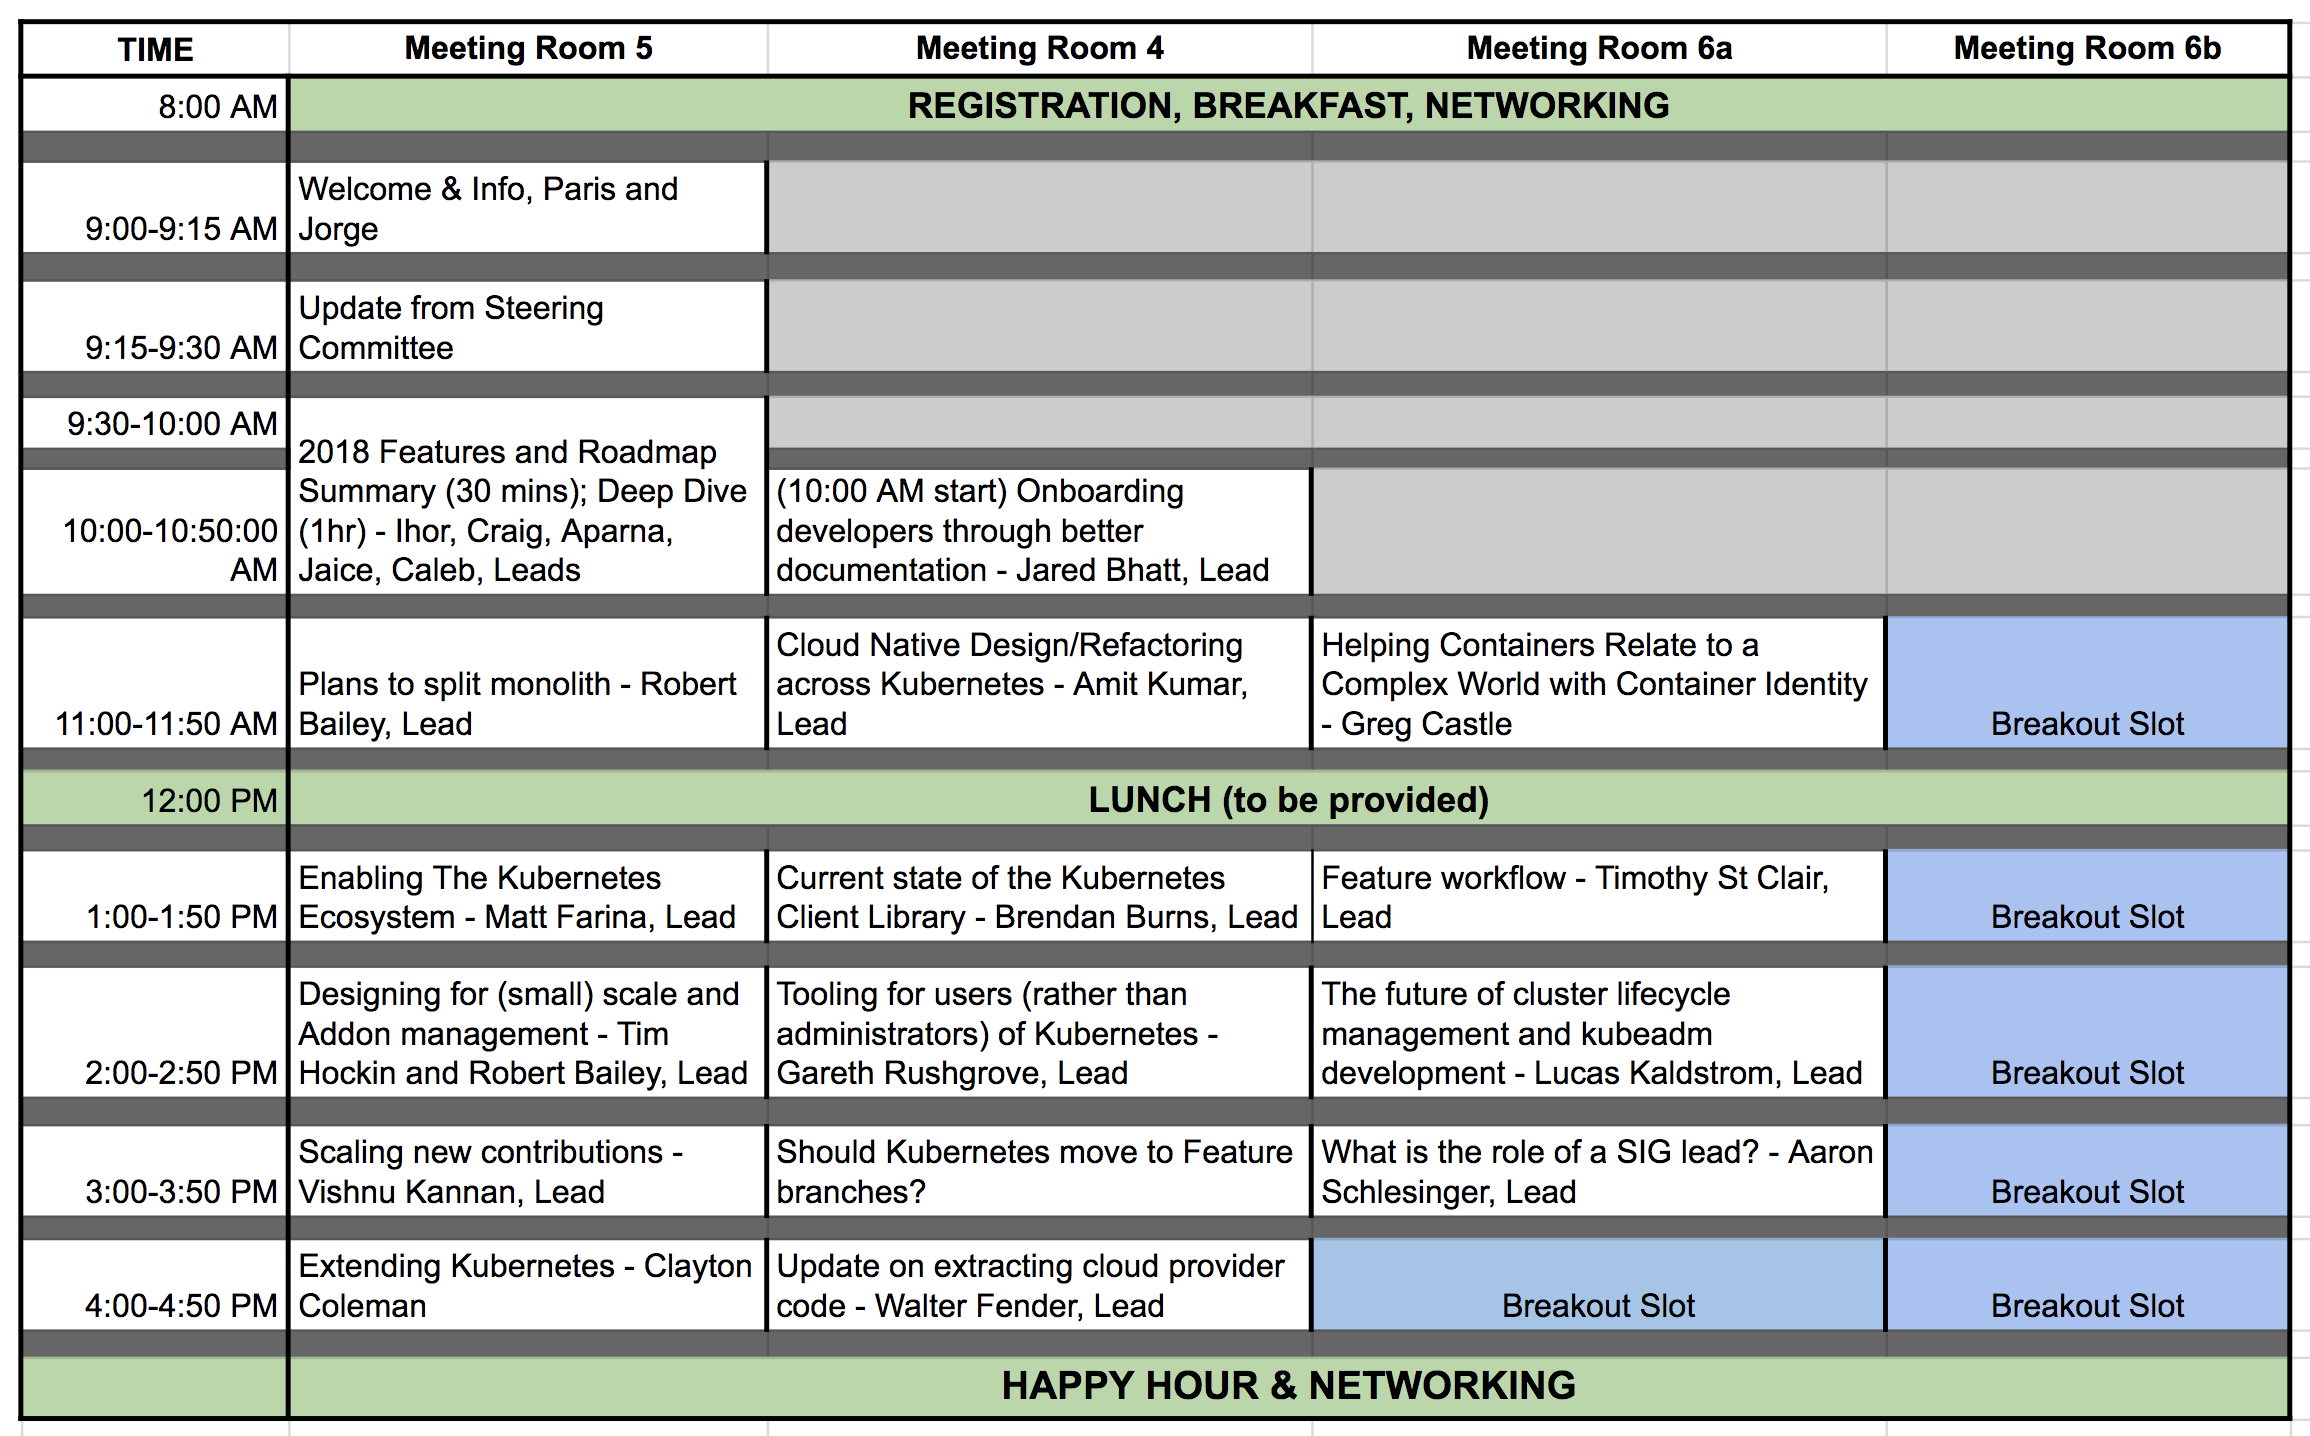 TIME
Meeting Room 5
Meeting Room 4
Meeting Room 6a
Meeting Room 6b
8:00 AM
REGISTRATION, BREAKFAST, NETWORKING
9:00-9:15 AM
Welcome & Info, Paris and
Jorge
9:15-9:30 AM
Update from Steering
Committee
9:30-10:00 AM
10:00-10:50:00
AM
2018 Features and Roadmap
Summary (30 mins); Deep Dive
(1hr) - Ihor, Craig, Aparna,
Jaice, Caleb, Leads
(10:00 AM start) Onboarding
developers through better
documentation - Jared Bhatt, Lead
11:00-11:50 AM
Plans to split monolith - Robert
Bailey, Lead
Cloud Native Design/Refactoring
across Kubernetes - Amit Kumar,
Lead
Helping Containers Relate to a
Complex World with Container Identity
- Greg Castle
Breakout Slot
12:00 PM
LUNCH (to be provided)
1:00-1:50 PM
Enabling The Kubernetes
Ecosystem - Matt Farina, Lead
Current state of the Kubernetes
Client Library - Brendan Burns, Lead
Feature workflow - Timothy St Clair,
Lead
Breakout Slot
2:00-2:50 PM
Designing for (small) scale and
Addon management - Tim
Hockin and Robert Bailey, Lead
Tooling for users (rather than
administrators) of Kubernetes -
Gareth Rushgrove, Lead
The future of cluster lifecycle
management and kubeadm
development - Lucas Kaldstrom, Lead
Breakout Slot
3:00-3:50 PM
Scaling new contributions -
Vishnu Kannan, Lead
Should Kubernetes move to Feature
branches?
What is the role of a SIG lead? - Aaron
Schlesinger, Lead
Breakout Slot
4:00-4:50 PM
Extending Kubernetes - Clayton
Coleman
Update on extracting cloud provider
code - Walter Fender, Lead
Breakout Slot
Breakout Slot
HAPPY HOUR & NETWORKING